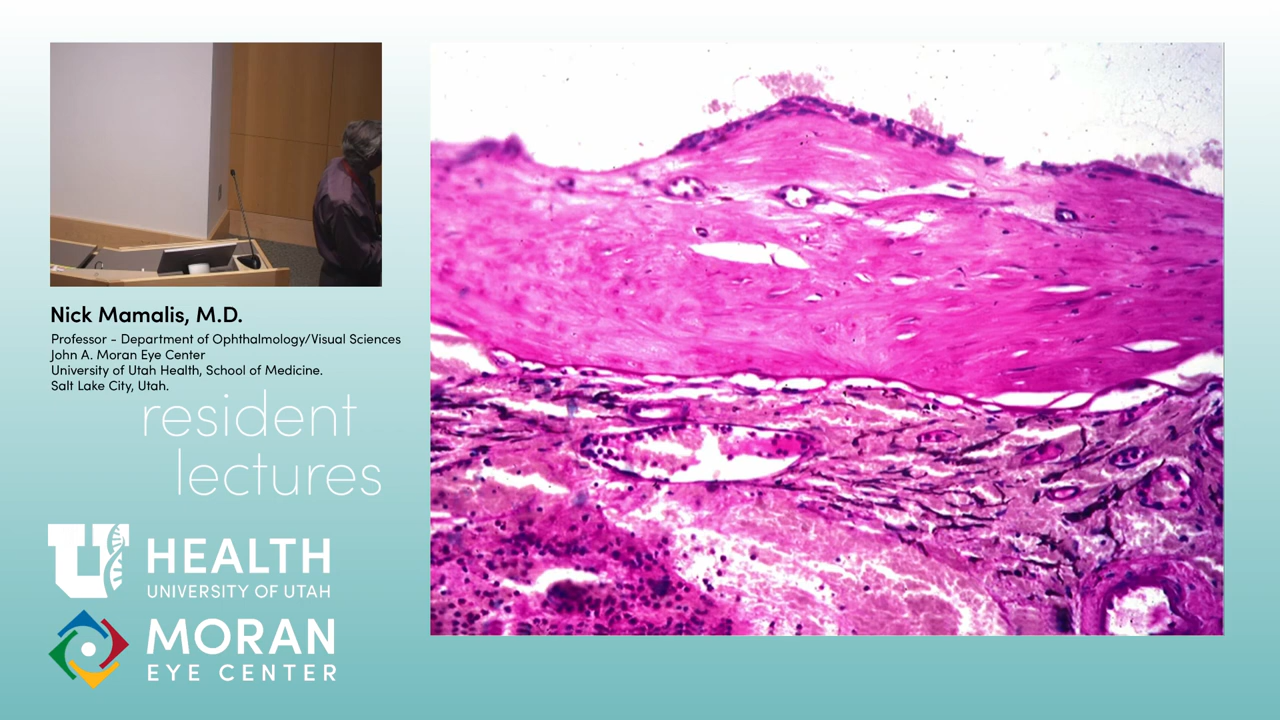 Nick Mamalis, M.D.
Professor - Department of Ophthalmology/Visual Sciences
John A. Moran Eye Center
University of Utah Health, School of Medicine.
Salt Lake City, Utah.
resident
lectures
U HEALTH
UNIVERSITY OF UTAH
MORAN
EYE CENTER